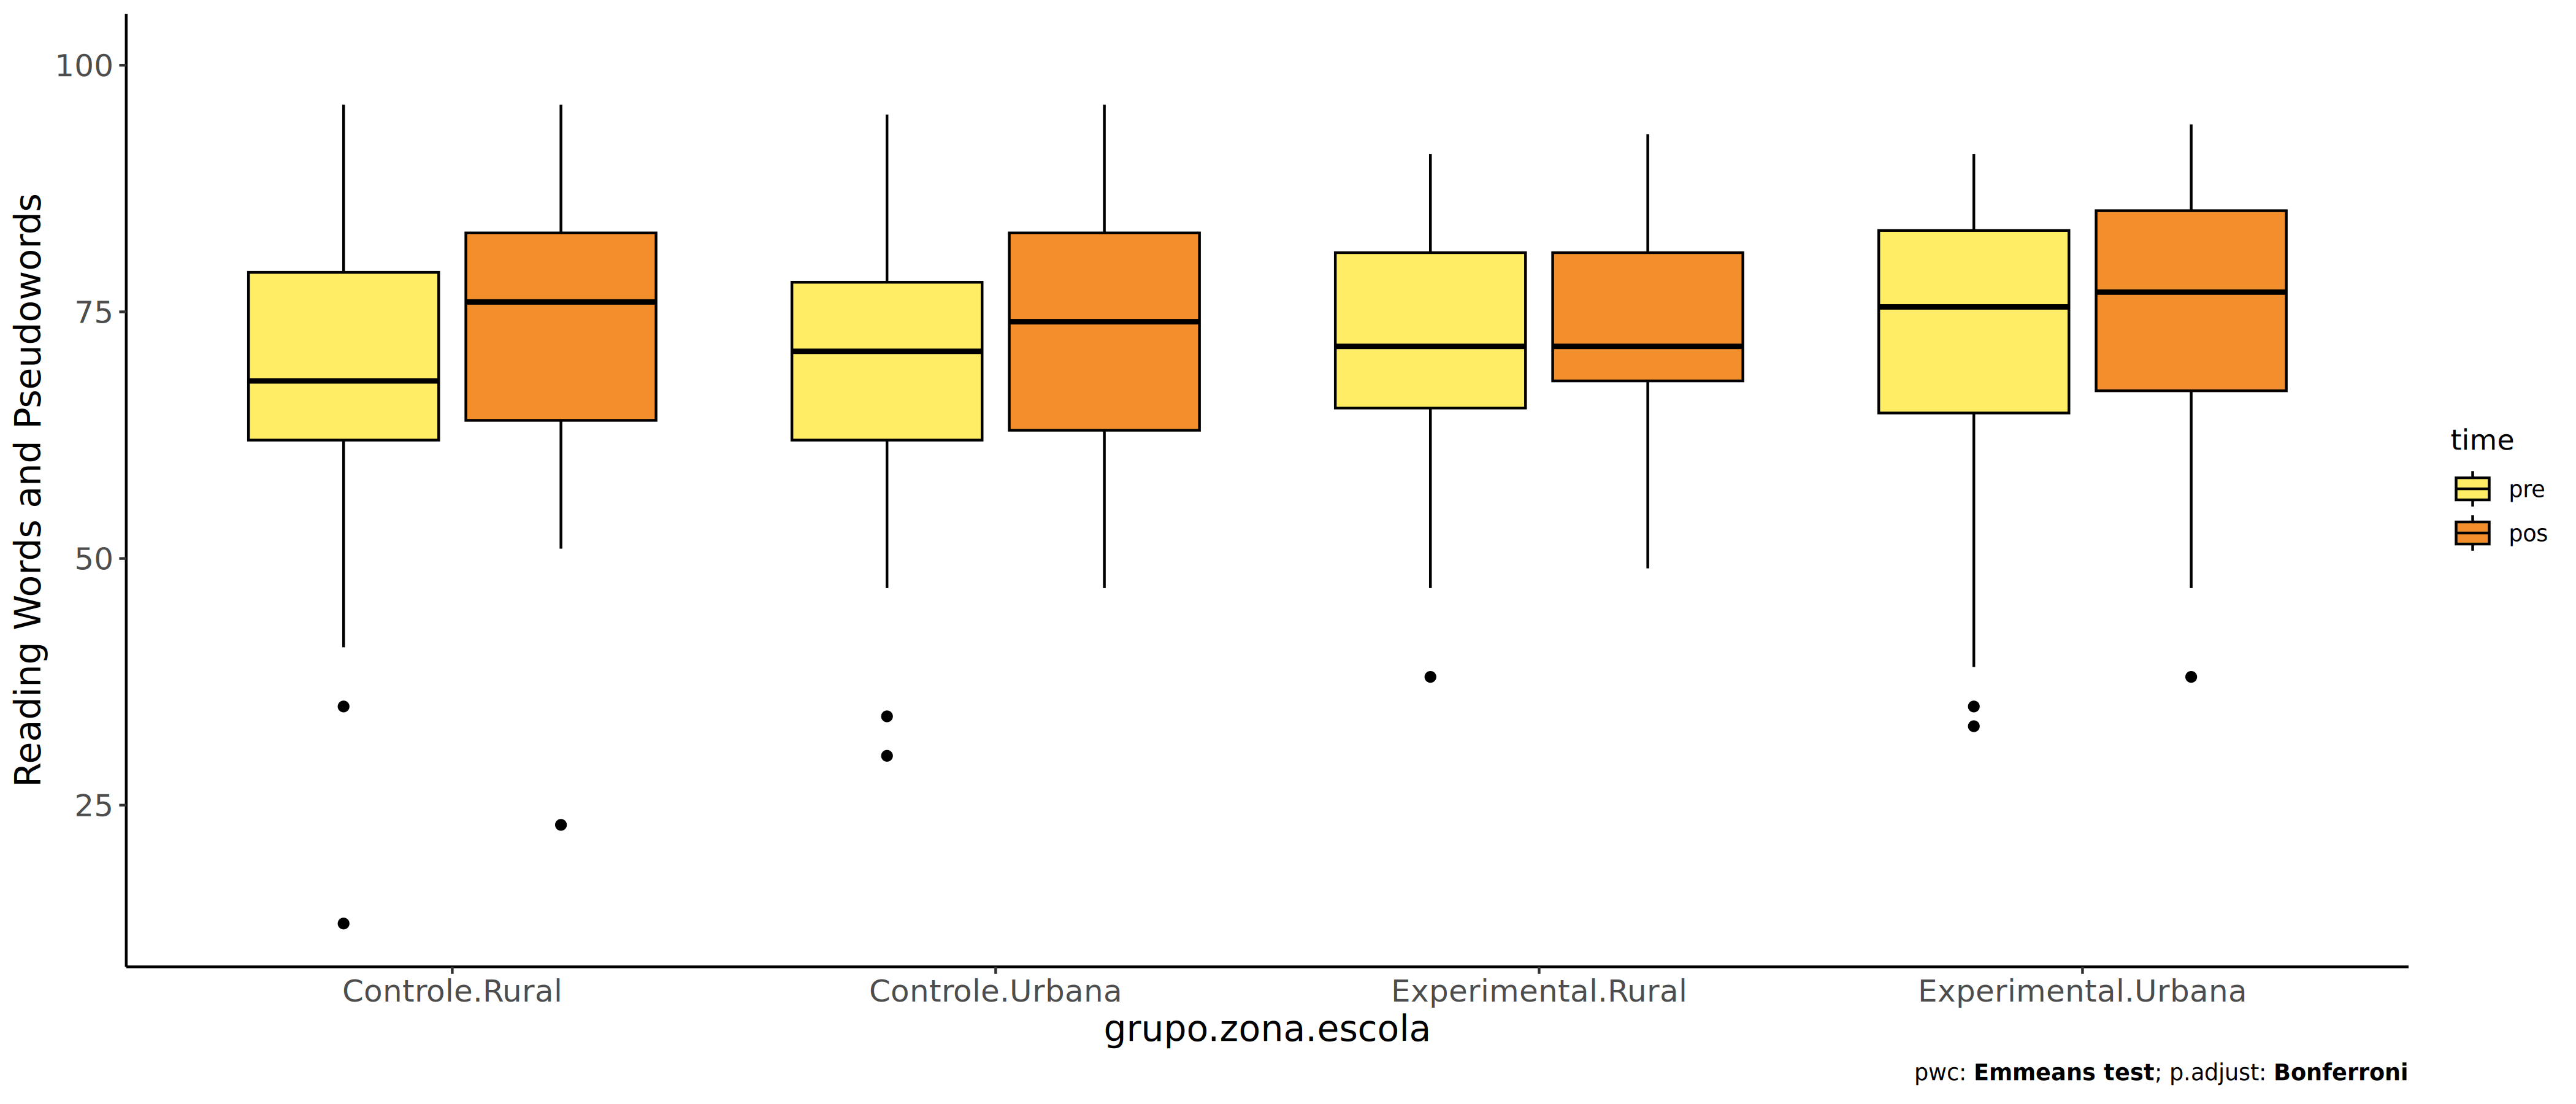 Reading Words and Pseudowords
100
75
50
25
Controle.Rural
Controle.Urbana
Experimental.Rural
Experimental.Urbana
grupo.zona.escola
time
pre
pos
pwc: Emmeans test; p.adjust: Bonferroni